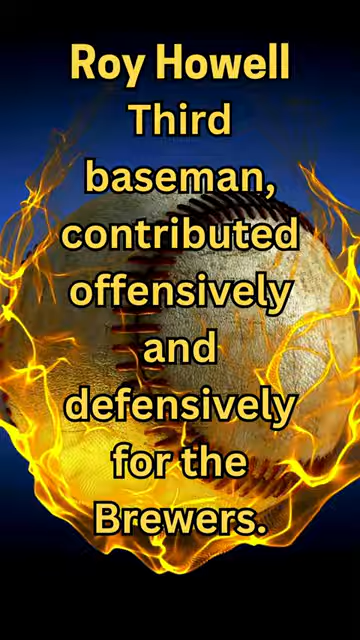 Roy Howell
Third
baseman,
contributed
offensively
and
defensively
for the
Brewers.